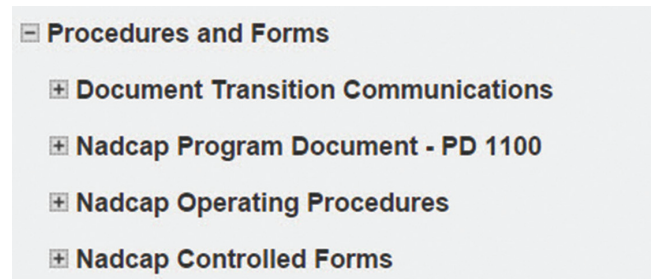 Procedures and Forms
Document Transition Communications
Nadcap Program Document - PD 1100
Nadcap Operating Procedures
Nadcap Controlled Forms